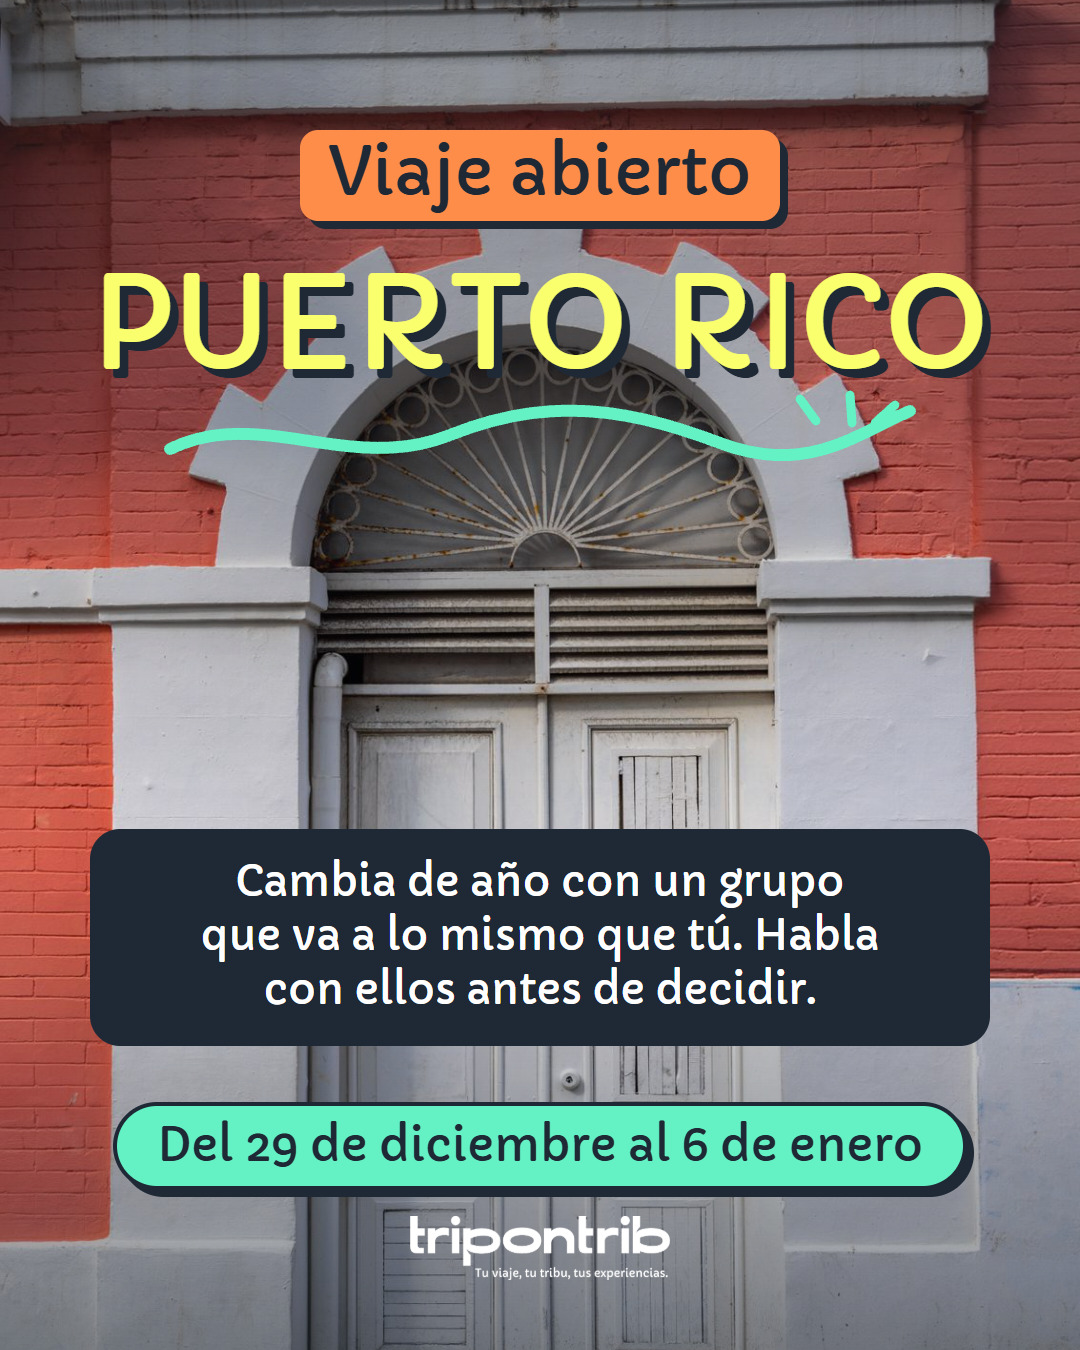 Viaje abierto
PUERTO RICO
Cambia de año con un grupo
que va a lo mismo que tú. Habla
con ellos antes de decidir.
Del 29 de diciembre al 6 de enero
tripontrib
Tu viaje, tu tribu, tus experiencias.